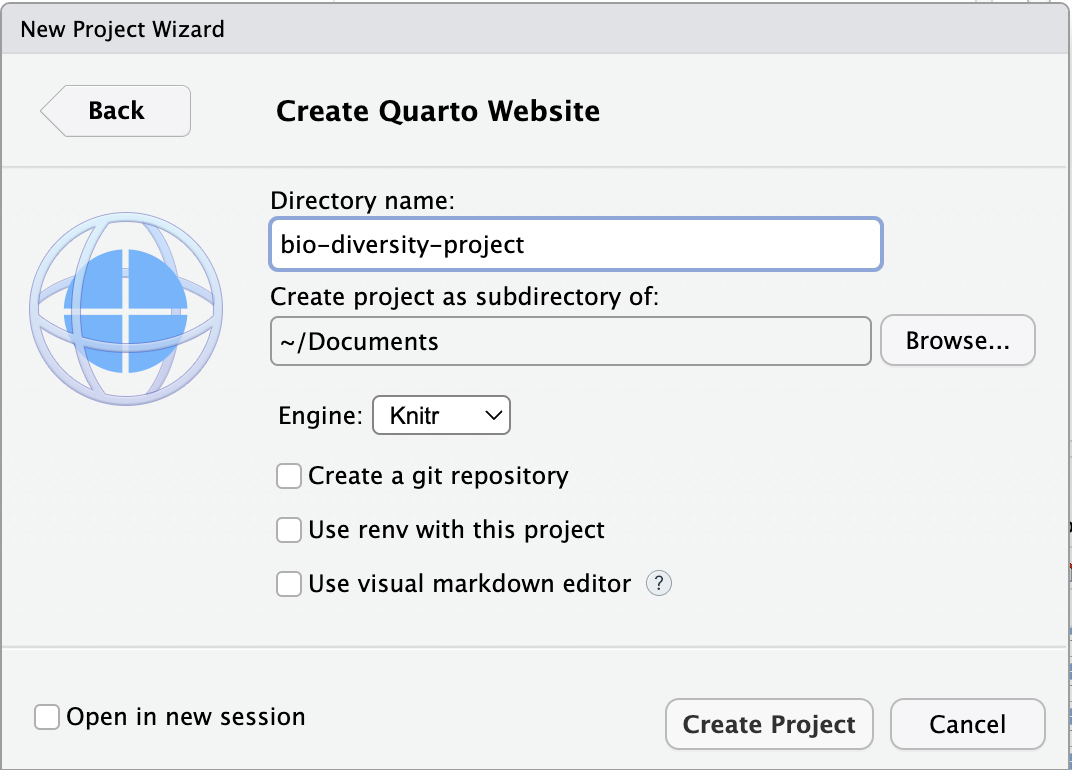 New Project Wizard
Back
Create Quarto Website
Directory name:
bio-diversity-project
Create project as subdirectory of:
~/Documents
Browse...
Engine: Knitr
Create a git repository
Use renv with this project
Use visual markdown editor ?
Open in new session
Create Project
Cancel